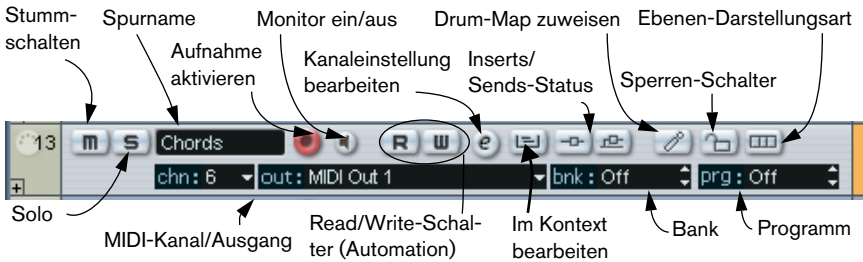 Stumm-
schalten
Spurname
Aufnahme
aktivieren
Monitor ein/aus
Kanaleinstellung
bearbeiten
Inserts/
Sends-Status
Drum-Map zuweisen
Sperren-Schalter
Ebenen-Darstellungsart
13 m S Chords R W e
chn: 6 out: MIDI Out 1 bnk: Off prg: Off
Solo
MIDI-Kanal/Ausgang
Read/Write-Schal-
ter (Automation)
Im Kontext
bearbeiten
Bank
Programm